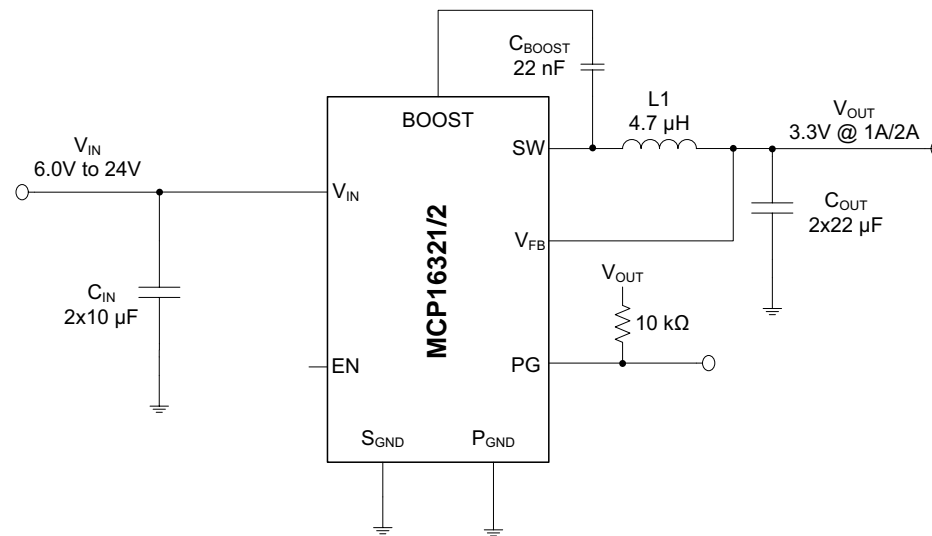 C_BOOST
22 nF
BOOST
L1
4.7 µH
V_OUT
3.3V @ 1A/2A
SW
V_IN
6.0V to 24V
V_IN
C_OUT
2x22 µF
V_FB
MCP16321/2
V_OUT
C_IN
2x10 µF
10 kΩ
EN
PG
S_GND
P_GND